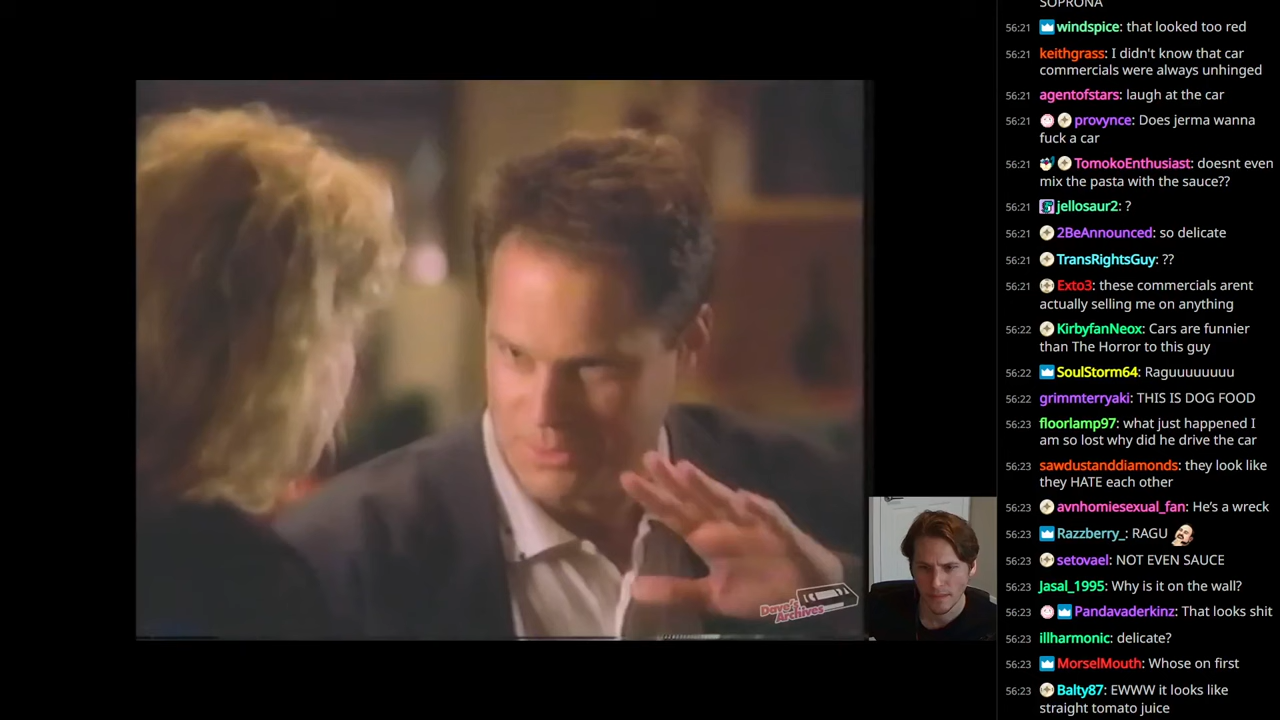 SOPRONA
56:21 windspice: that looked too red
56:21 keithgrass: I didn't know that car
commercials were always unhinged
56:21 agentofstars: laugh at the car
56:21 provynce: Does jerma wanna
fuck a car
56:21 TomokoEnthusiast: doesnt even
mix the pasta with the sauce??
56:21 jellosaur2: ?
56:21 2BeAnnounced: so delicate
56:21 TransRightsGuy: ??
56:21 Exto3: these commercials arent
actually selling me on anything
56:22 KirbyfanNeox: Cars are funnier
than The Horror to this guy
56:22 SoulStorm64: Raguuuuuuu
56:22 grimmterryaki: THIS IS DOG FOOD
56:23 floorlamp97: what just happened I
am so lost why did he drive the car
56:23 sawdustanddiamonds: they look like
they HATE each other
56:23 avnhomiesexual_fan: He's a wreck
56:23 Razzberry_: RAGU
56:23 setovael: NOT EVEN SAUCE
56:23 Jasal_1995: Why is it on the wall?
56:23 Pandavaderkinz: That looks shit
56:23 illharmonic: delicate?
56:23 MorselMouth: Whose on first
56:23 Balty87: EWWW it looks like
straight tomato juice
Dave's
Archives